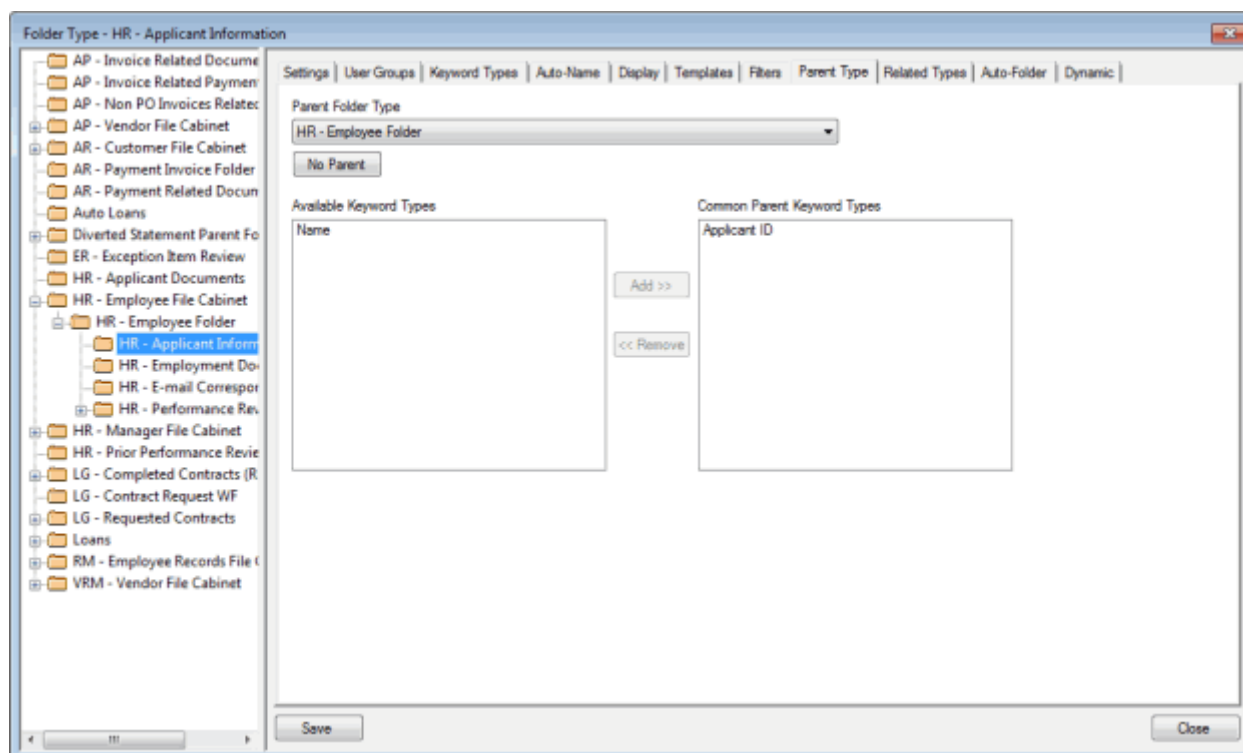 Folder Type - HR - Applicant Information
AP - Invoice Related Docume
AP - Invoice Related Paymen
AP - Non PO Invoices Related
AP - Vendor File Cabinet
AR - Customer File Cabinet
AR - Payment Invoice Folder
AR - Payment Related Docum
Auto Loans
Diverted Statement Parent Fo
ER - Exception Item Review
HR - Applicant Documents
HR - Employee File Cabinet
HR - Employee Folder
HR - Applicant Inform
HR - Employment Do
HR - E-mail Correspor
HR - Performance Rev
HR - Manager File Cabinet
HR - Prior Performance Revie
LG - Completed Contracts (R
LG - Contract Request WF
LG - Requested Contracts
Loans
RM - Employee Records File C
VRM - Vendor File Cabinet
Settings User Groups Keyword Types Auto-Name Display Templates Filters Parent Type Related Types Auto-Folder Dynamic
Parent Folder Type
HR - Employee Folder
No Parent
Available Keyword Types
Name
Add >>
<< Remove
Common Parent Keyword Types
Applicant ID
Save
Close